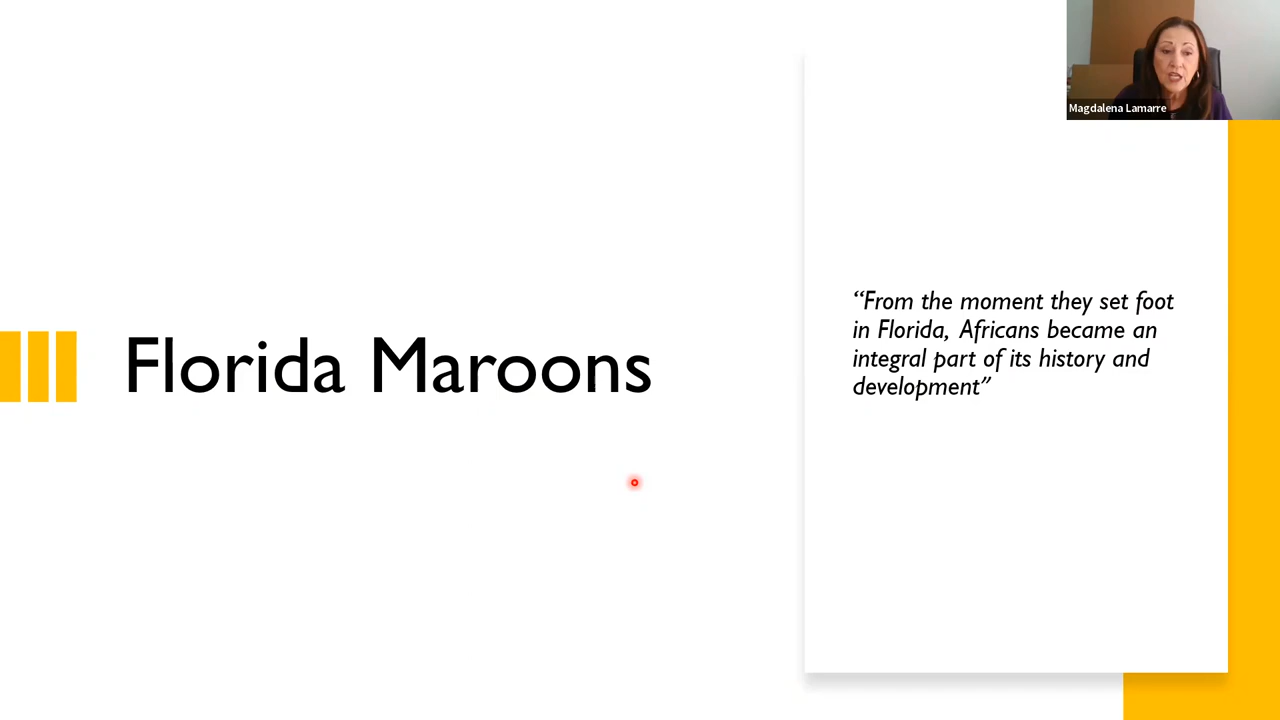 Magdalena Lamarre
Florida Maroons
“From the moment they set foot
in Florida, Africans became an
integral part of its history and
development”